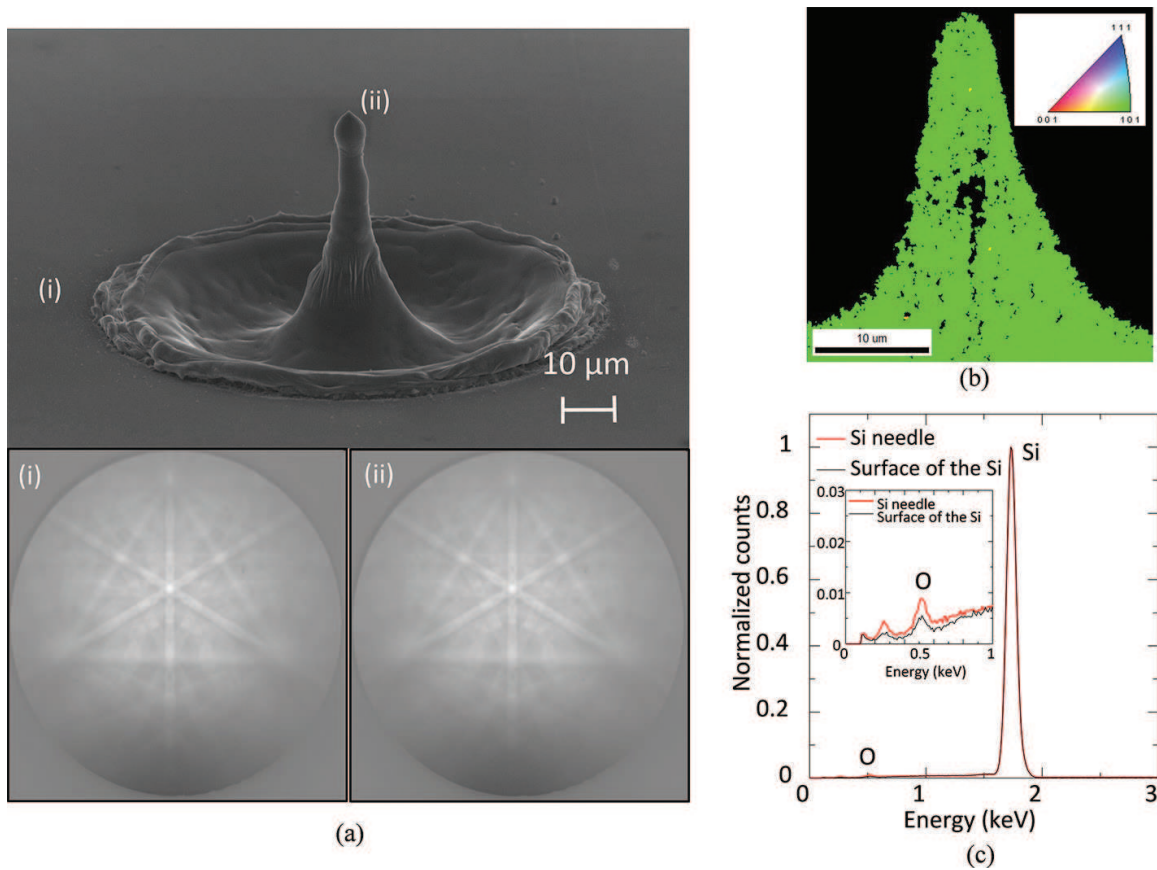 (ii)
(i)
10 μm
(i)
(ii)
(a)
111
001
101
10 um
(b)
Si needle
Surface of the Si
Si
1
0.8
0.6
0.4
0.2
0
Normalized counts
0.03
0.02
0.01
0
Si needle
Surface of the Si
O
0
0.5
1
Energy (keV)
O
0
1
2
3
Energy (keV)
(c)